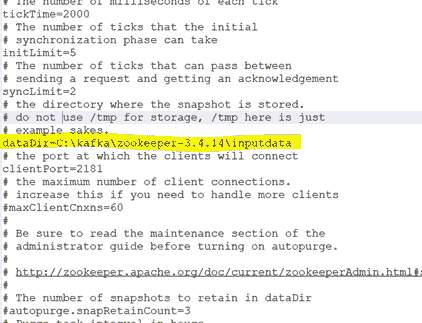 # The number of milliseconds of each tick
tickTime=2000
# The number of ticks that the initial
# synchronization phase can take
initLimit=5
# The number of ticks that can pass between
# sending a request and getting an acknowledgement
syncLimit=2
# the directory where the snapshot is stored.
# do not use /tmp for storage, /tmp here is just
# example sakes.
dataDir=C:\kafka\zookeeper-3.4.14\inputdata
# the port at which the clients will connect
clientPort=2181
# the maximum number of client connections.
# increase this if you need to handle more clients
#maxClientCnxns=60
#
# Be sure to read the maintenance section of the
# administrator guide before turning on autopurge.
#
# http://zookeeper.apache.org/doc/current/zookeeperAdmin.html#s
#
# The number of snapshots to retain in dataDir
#autopurge.snapRetainCount=3
# Purge task interval in hours